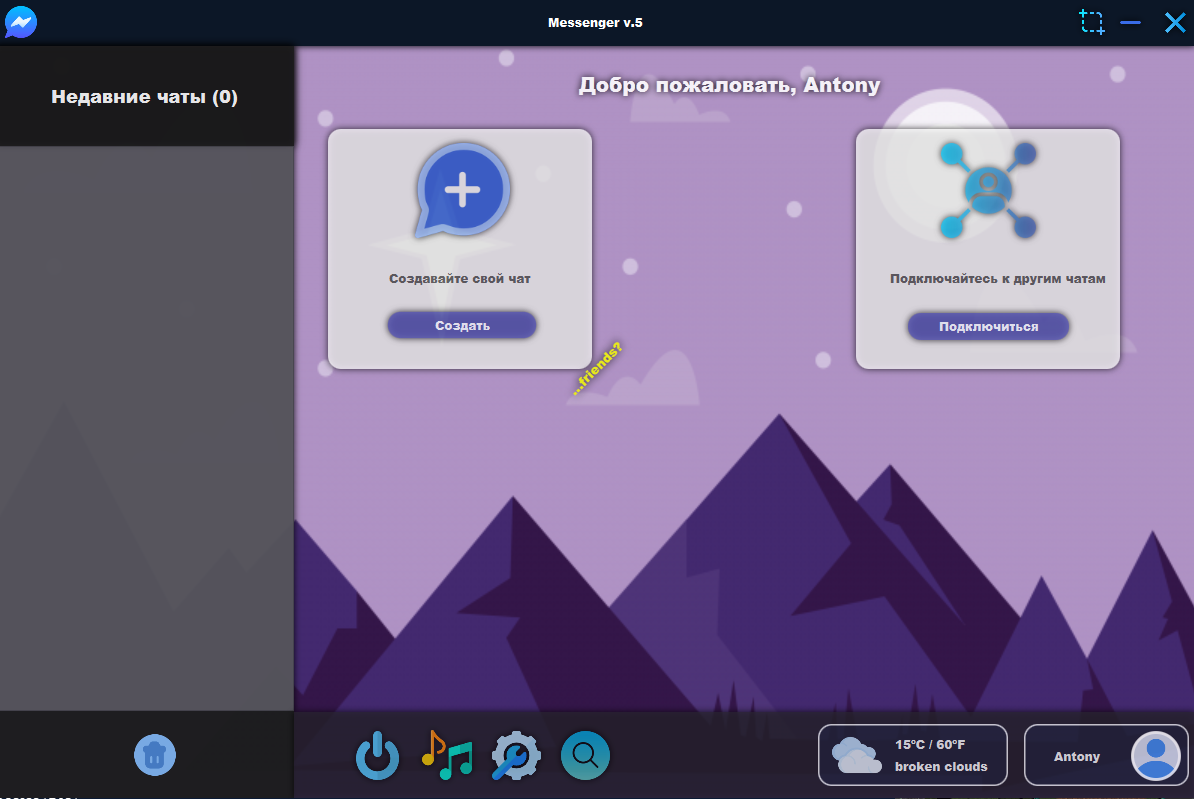 Messenger v.5
Недавние чаты (0)
Добро пожаловать, Antony
Создавайте свой чат
Создать
Подключайтесь к другим чатам
Подключиться
...friends?
15°C / 60°F
broken clouds
Antony